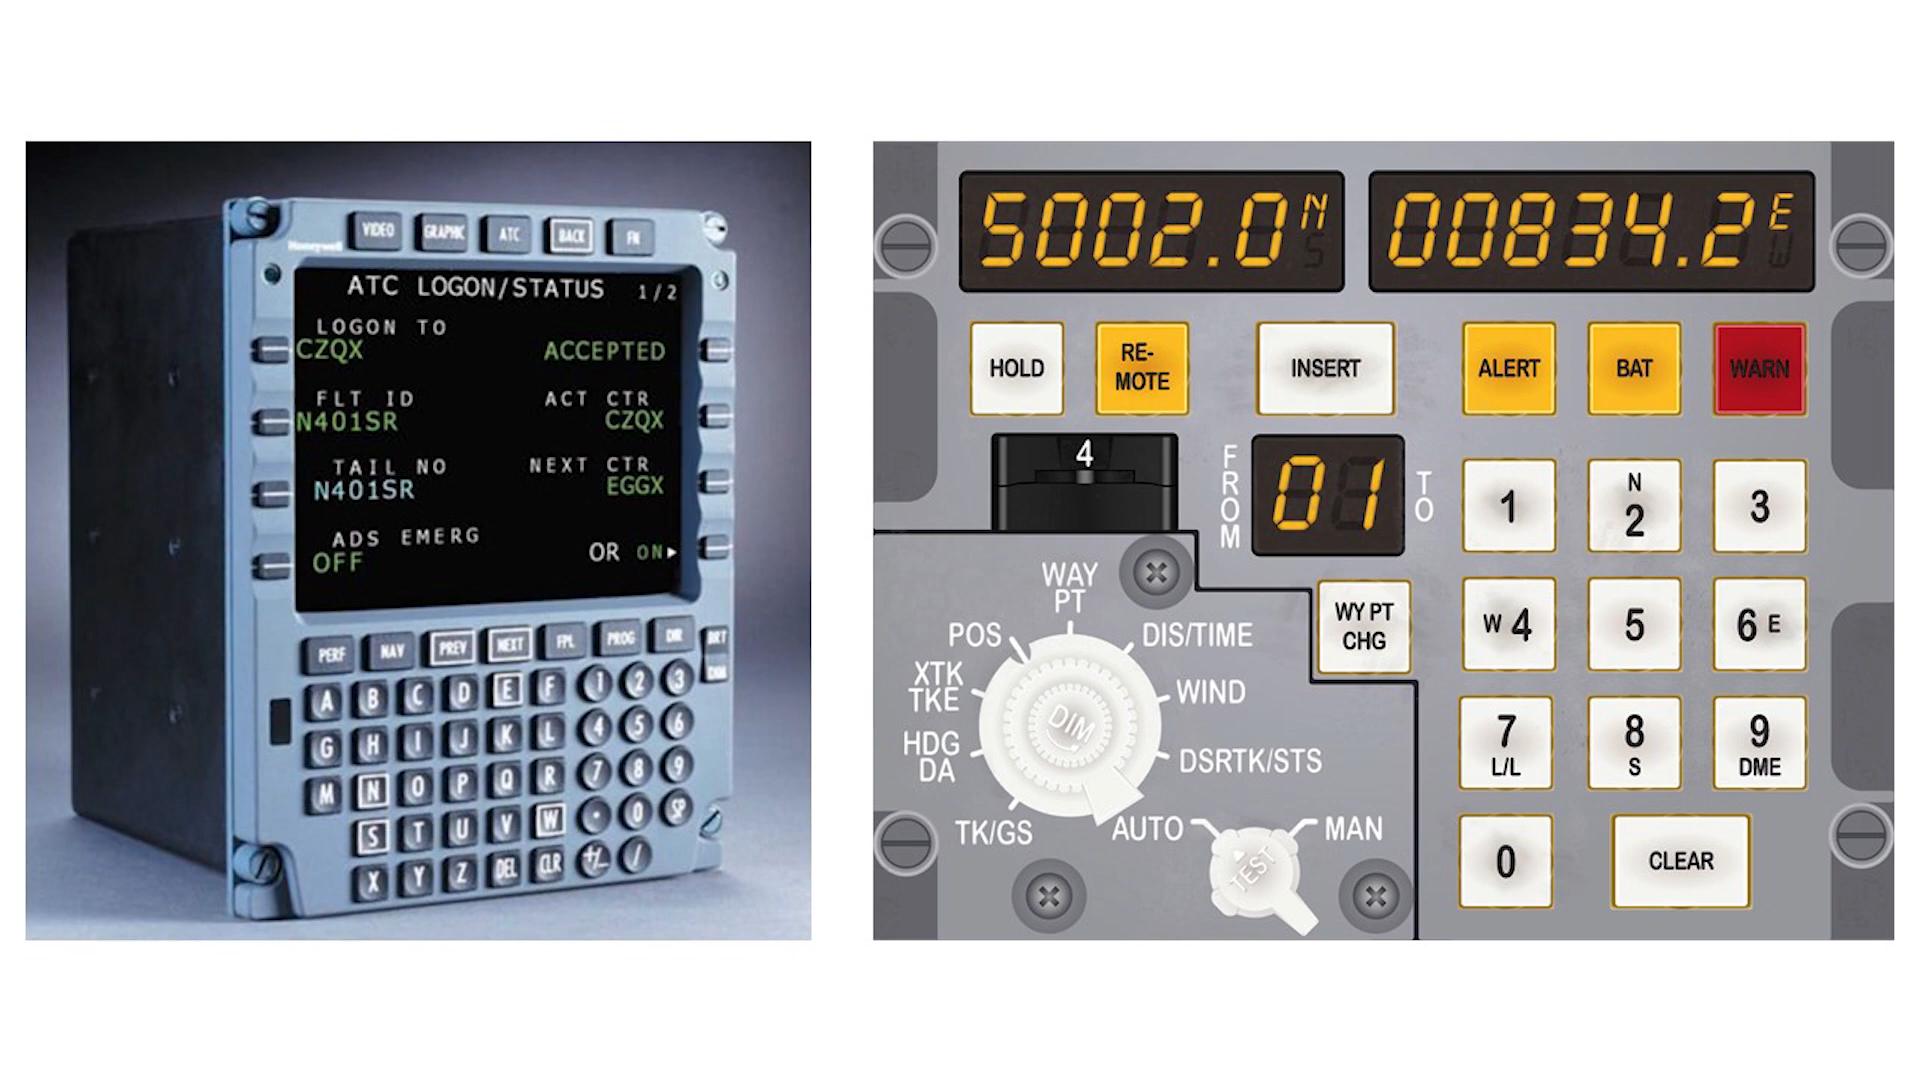 Honeywell
VIDEO GRAPHIC ATC BACK FN
ATC LOGON/STATUS 1/2
LOGON TO
CZQX ACCEPTED
FLT ID ACT CTR
N401SR CZQX
TAIL NO NEXT CTR
N401SR EGGX
ADS EMERG
OFF OR ON
PERF NAV PREV NEXT FPL PROG DIR BRT
DIM
A B C D E F 1 2 3
G H I J K L 4 5 6
M N O P Q R 7 8 9
S T U V W • 0 SP
X Y Z DEL CLR +/- /
5002.0 N 00834.2 E
HOLD RE-
MOTE INSERT ALERT BAT WARN
4
FROM 01 TO
1 N 2 3
WAY
PT
POS DIS/TIME
XTK
TKE WIND
HDG
DA DSRTK/STS
TK/GS
DIM
WY PT
CHG
W 4 5 6 E
7 L/L 8 S 9 DME
AUTO MAN
TEST
0 CLEAR